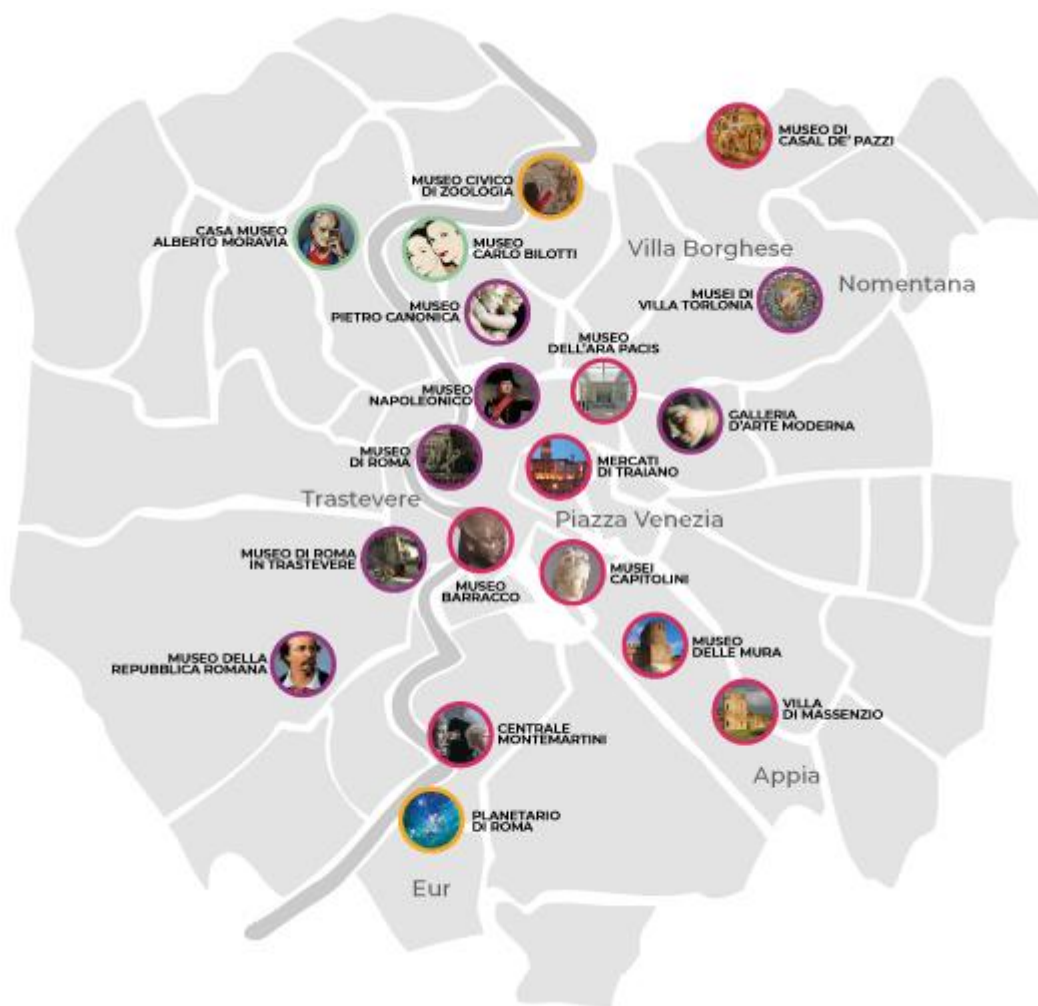 MUSEO DI
CASAL DE' PAZZI
MUSEO CIVICO
DI ZOOLOGIA
CASA MUSEO
ALBERTO MORAVIA
MUSEO
CARLO BILOTTI
Villa Borghese
Nomentana
MUSEI DI
VILLA TORLONIA
MUSEO
PIETRO CANONICA
MUSEO
DELL'ARA PACIS
MUSEO
NAPOLEONICO
GALLERIA
D'ARTE MODERNA
MUSEO
DI ROMA
MERCATI
DI TRAIANO
Trastevere
Piazza Venezia
MUSEO DI ROMA
IN TRASTEVERE
MUSEO
BARRACCO
MUSEI
CAPITOLINI
MUSEO DELLA
REPUBBLICA ROMANA
MUSEO
DELLE MURA
VILLA
DI MASSENZIO
CENTRALE
MONTEMARTINI
Appia
PLANETARIO
DI ROMA
Eur